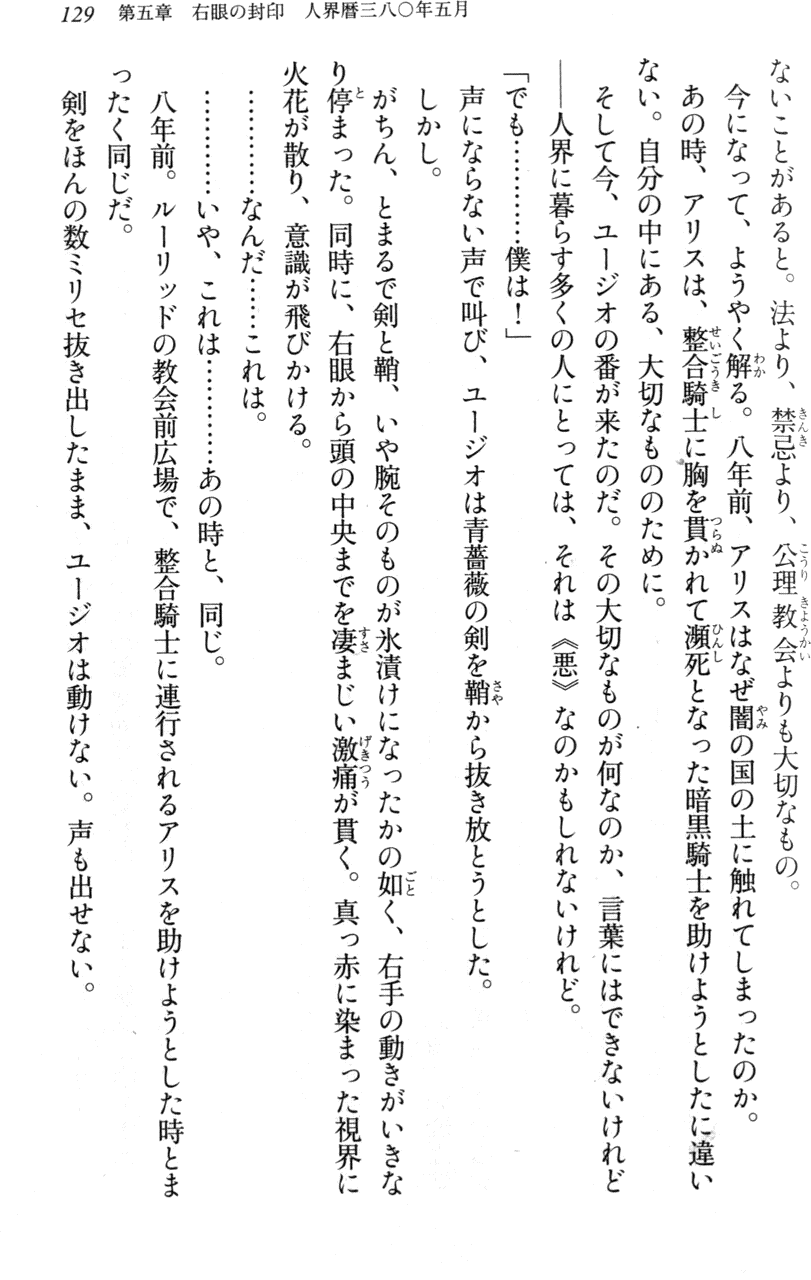 129 第五章 右眼の封印 人界暦三八〇年五月
ないことがあると。法より、禁忌より、公理教会よりも大切なもの。
今になって、ようやく解る。八年前、アリスはなぜ闇の国の土に触れてしまったのか。
あの時、アリスは、整合騎士に胸を貫かれて瀕死となった暗黒騎士を助けようとしたに違い
ない。自分の中にある、大切なもののために。
そして今、ユージオの番が来たのだ。その大切なものが何なのか、言葉にはできないけれど
――人界に暮らす多くの人にとっては、それは《悪》なのかもしれないけれど。
「でも…………僕は！」
声にならない声で叫び、ユージオは青薔薇の剣を鞘から抜き放とうとした。
しかし。
がちん、とまるで剣と鞘、いや腕そのものが氷漬けになったかの如く、右手の動きがいきな
り停まった。同時に、右眼から頭の中央までを凄まじい激痛が貫く。真っ赤に染まった視界に
火花が散り、意識が飛びかける。
…………なんだ……これは。
…………いや、これは…………あの時と、同じ。
八年前。ルーリッドの教会前広場で、整合騎士に連行されるアリスを助けようとした時とま
ったく同じだ。
剣をほんの数ミリセ抜き出したまま、ユージオは動けない。声も出せない。